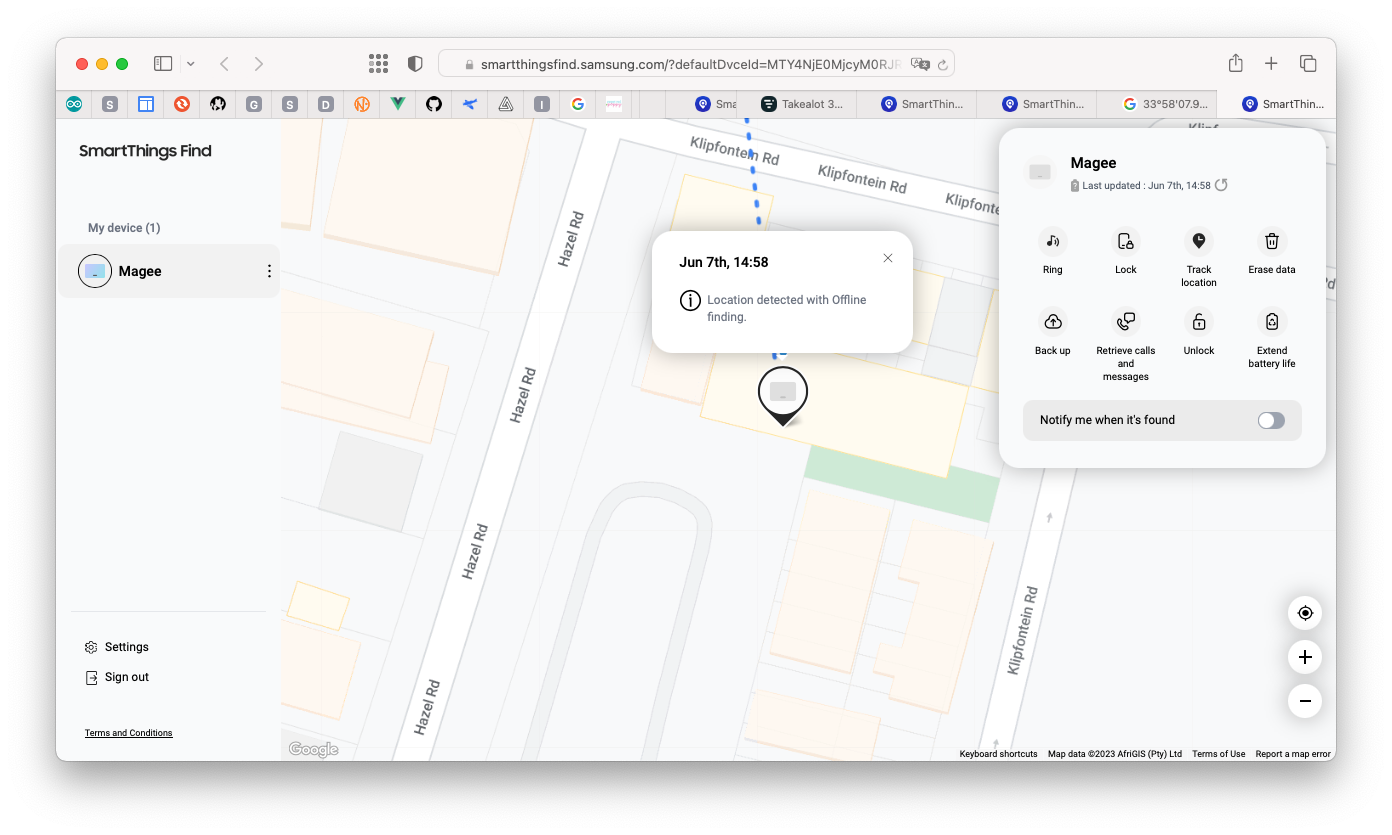 smartthingsfind.samsung.com/?defaultDvceId=MTY4NjE0MjcyM0RJR
S
G
S
D
I
G
Sma
Takealot 3...
SmartThin...
SmartThin...
G
33°58'07.9...
SmartThin...
SmartThings Find
My device (1)
Magee
Settings
Sign out
Terms and Conditions
Klipfontein Rd
Klipfontein Rd
Klipfonte
Klipf
Rd
Hazel Rd
Hazel Rd
Hazel Rd
Hazel Rd
Klipfontein Rd
Jun 7th, 14:58
Location detected with Offline
finding.
Magee
Last updated : Jun 7th, 14:58
Ring
Lock
Track
location
Erase data
Back up
Retrieve calls
and
messages
Unlock
Extend
battery life
Notify me when it's found
Google
Keyboard shortcuts
Map data ©2023 AfriGIS (Pty) Ltd
Terms of Use
Report a map error